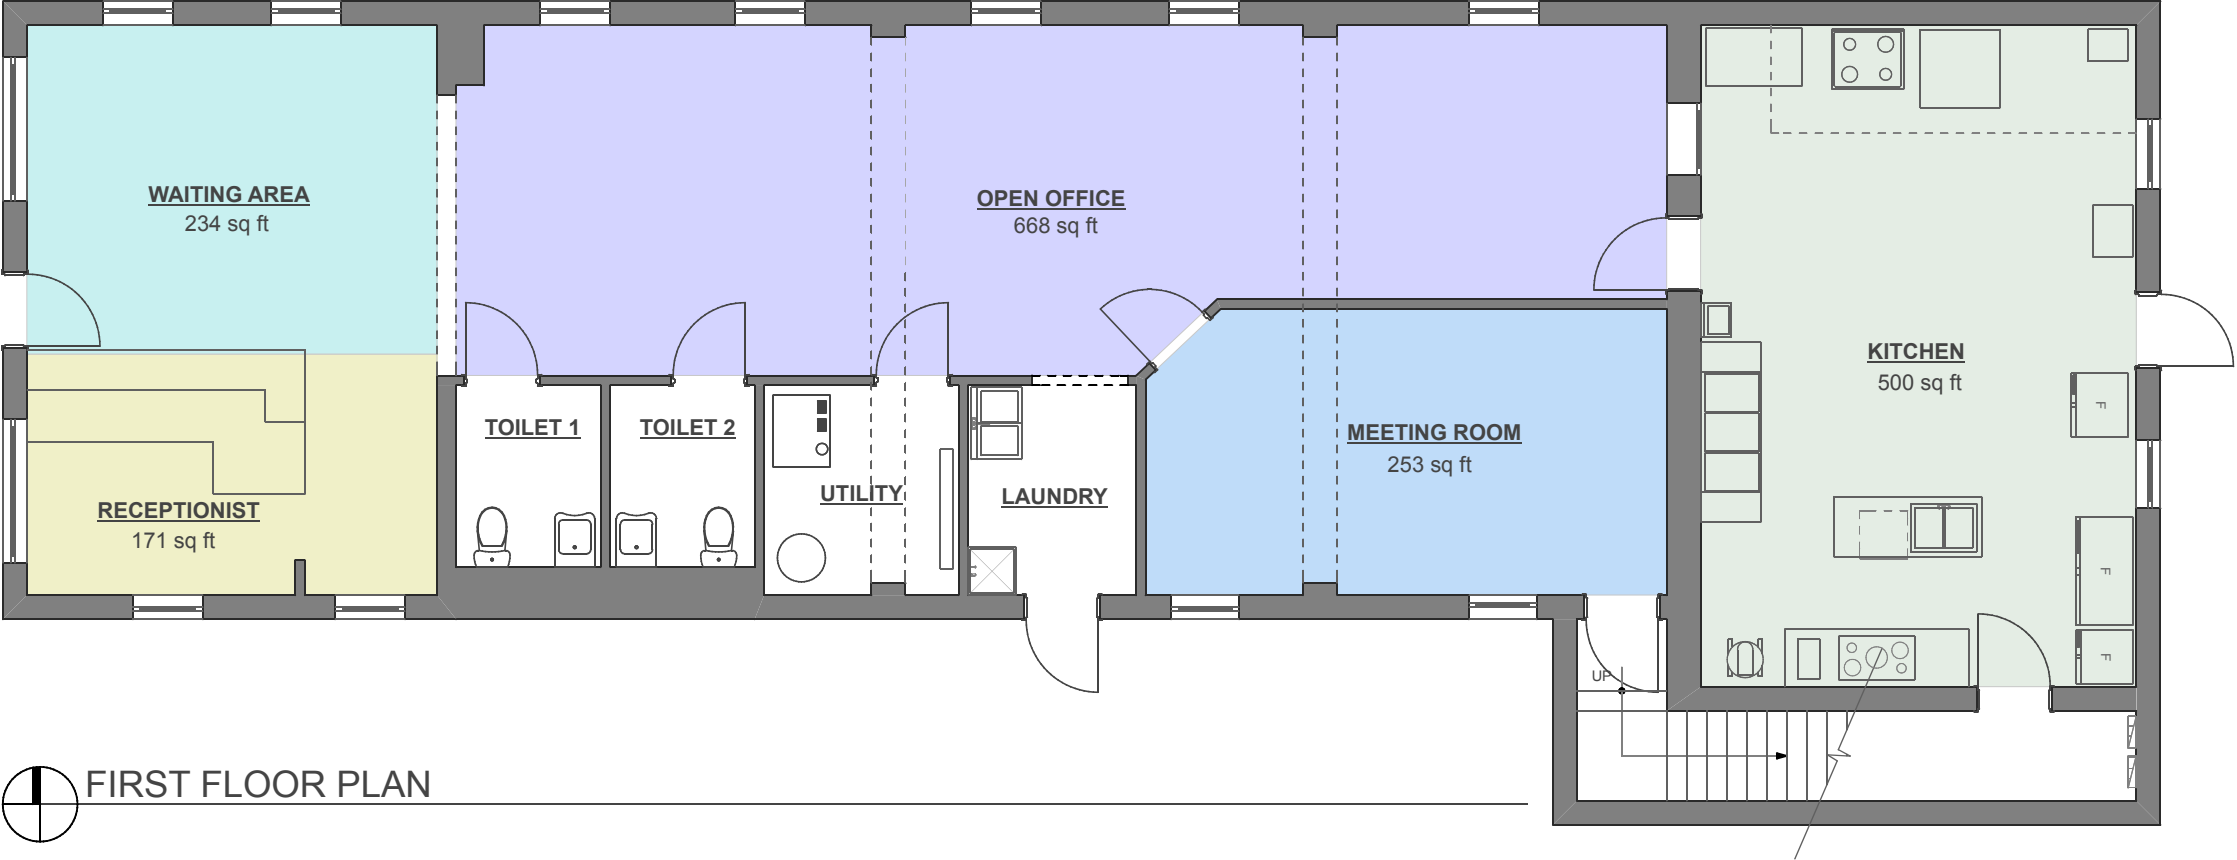 WAITING AREA
234 sq ft
OPEN OFFICE
668 sq ft
KITCHEN
500 sq ft
F
TOILET 1
TOILET 2
MEETING ROOM
253 sq ft
UTILITY
LAUNDRY
RECEPTIONIST
171 sq ft
F
F
UP
FIRST FLOOR PLAN